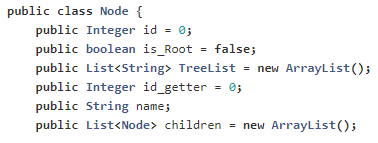 public class Node {
public Integer id = 0;
public boolean is_Root = false;
public List<String> TreeList = new ArrayList();
public Integer id_getter = 0;
public String name;
public List<Node> children = new ArrayList();